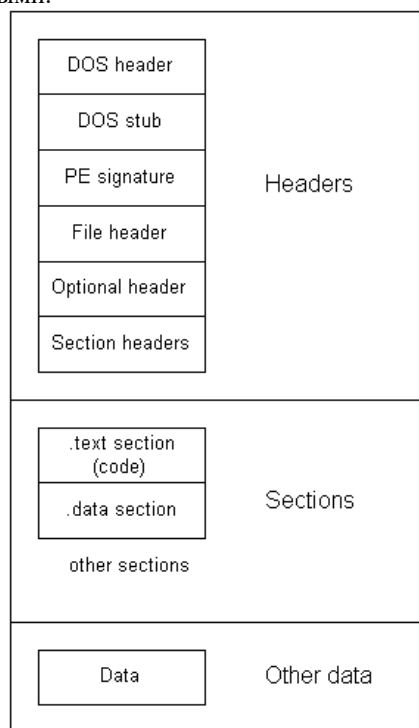 DOS header
DOS stub
PE signature
Headers
File header
Optional header
Section headers
.text section
(code)
Sections
.data section
other sections
Data
Other data